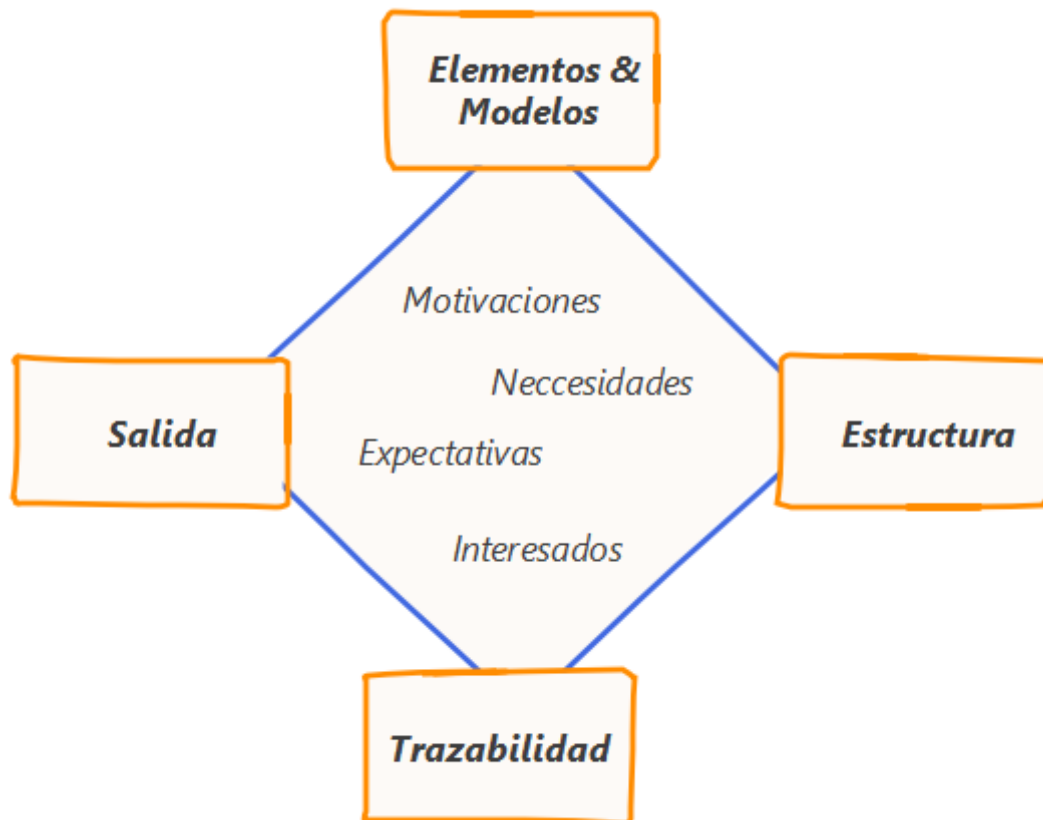 Elementos &
Modelos
Motivaciones
Neccesidades
Salida
Estructura
Expectativas
Interesados
Trazabilidad